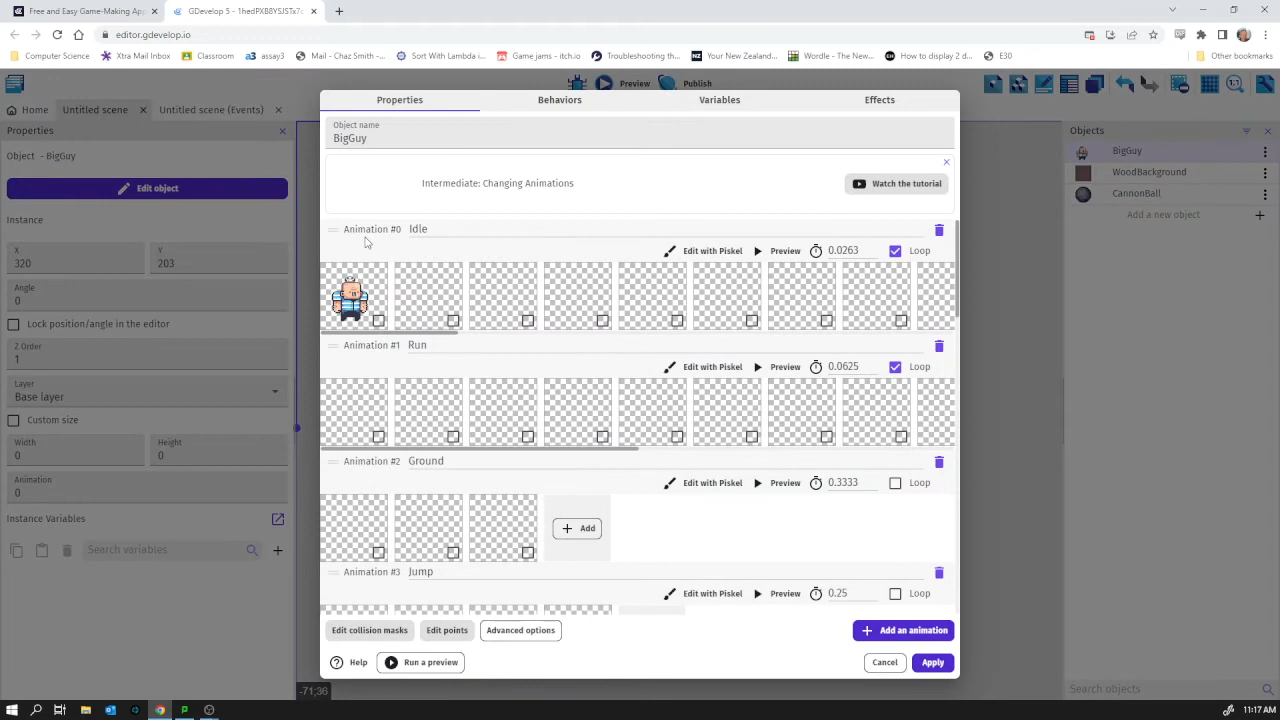 Free and Easy Game-Making App
GDevelop 5 - 1hedPXB8YSJSTx7c
editor.gdevelop.io
Computer Science
Xtra Mail Inbox
Classroom
a3 assay3
Mail - Chaz Smith -...
Sort With Lambda i...
Game jams - itch.io
Troubleshooting th...
NZ Your New Zealand...
Wordle - The New...
How to display 2 d...
E30
Other bookmarks
Preview
Publish
Home
Untitled scene
Untitled scene (Events)
Properties
Object - BigGuy
Edit object
Instance
X
320
Y
203
Angle
0
Lock position/angle in the editor
Z Order
1
Layer
Base layer
Custom size
Width
0
Height
0
Animation
0
Instance Variables
Search variables
Properties
Behaviors
Variables
Effects
Object name
BigGuy
Intermediate: Changing Animations
Watch the tutorial
Animation #0 Idle
Edit with Piskel Preview 0.0263 Loop
Animation #1 Run
Edit with Piskel Preview 0.0625 Loop
Animation #2 Ground
Edit with Piskel Preview 0.3333 Loop
Add
Animation #3 Jump
Edit with Piskel Preview 0.25 Loop
Edit collision masks
Edit points
Advanced options
Add an animation
Help
Run a preview
Cancel
Apply
Objects
BigGuy
WoodBackground
CannonBall
Add a new object
Search objects
-71;36
11:17 AM